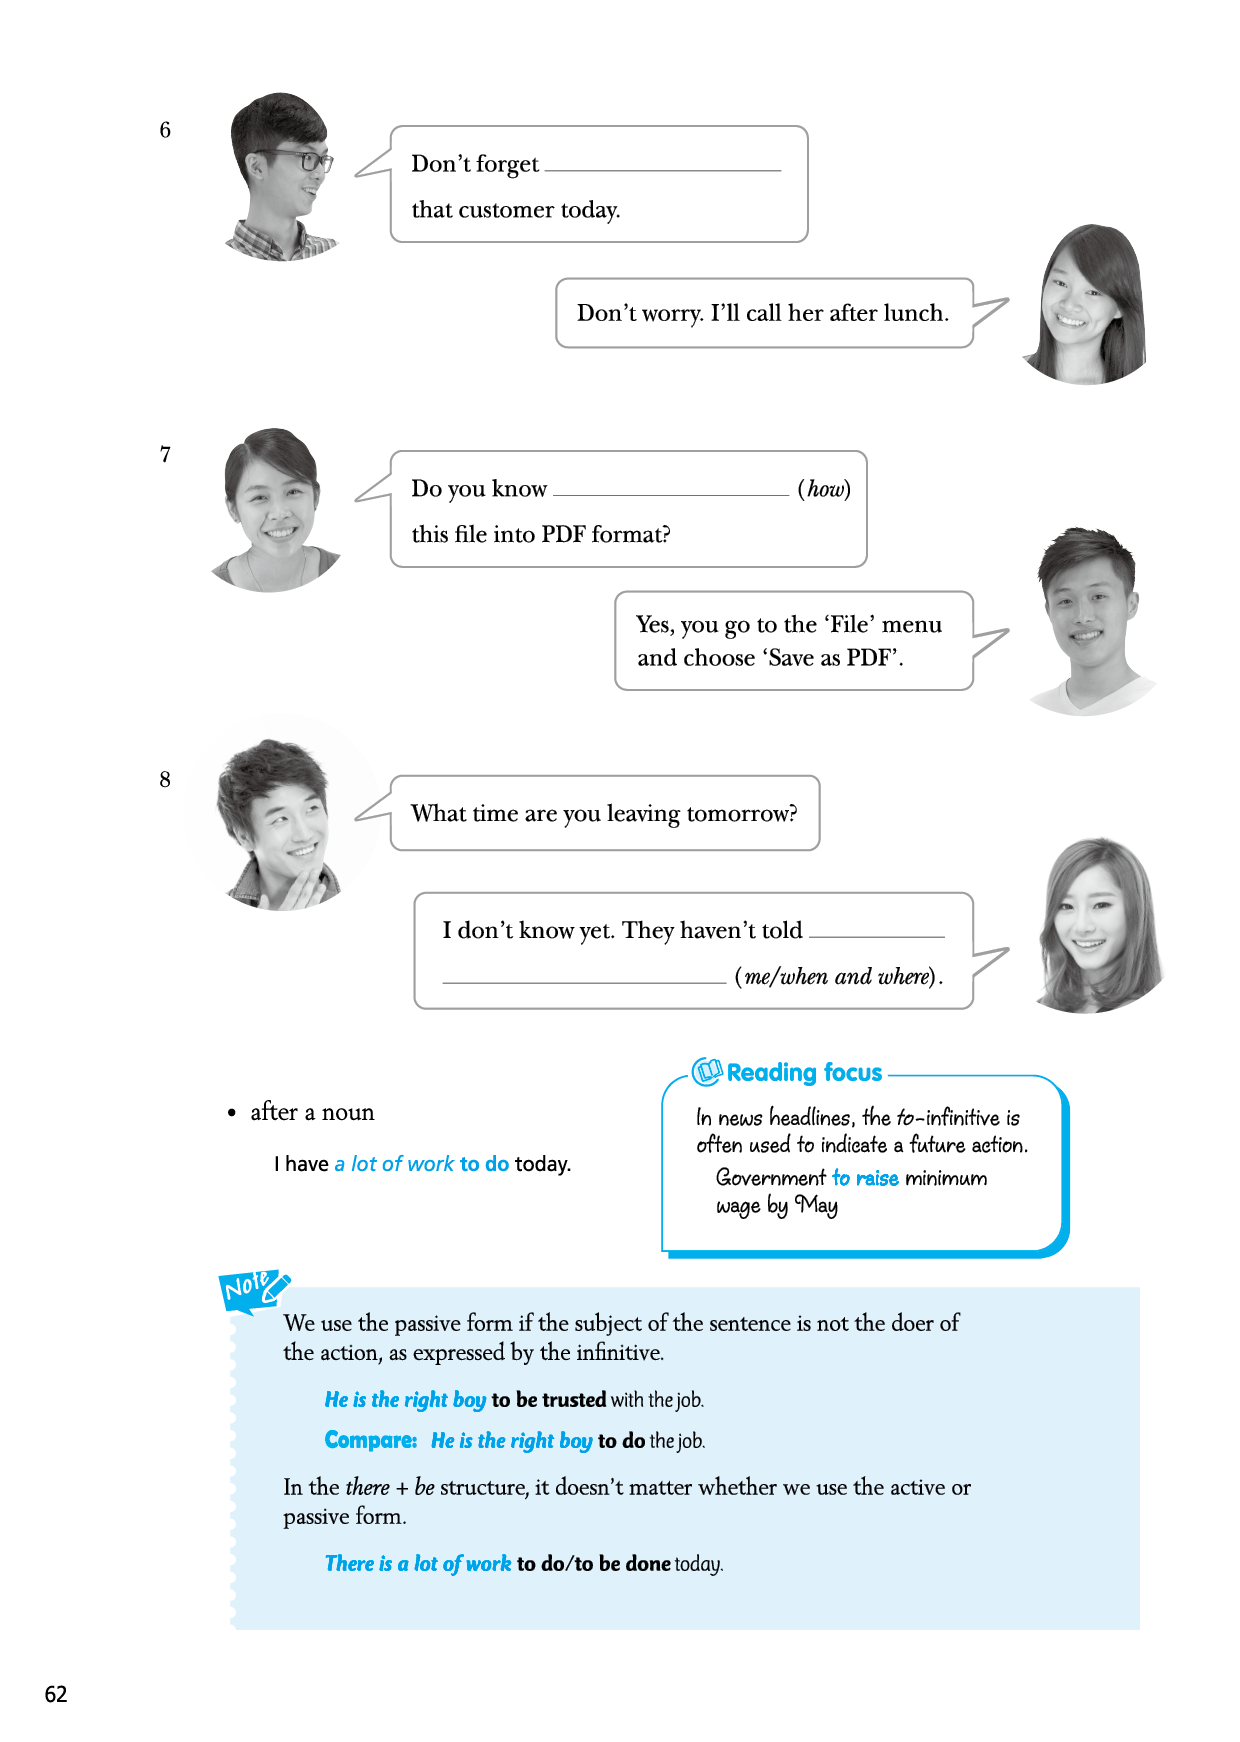 6
Don’t forget
that customer today.
Don’t worry. I’ll call her after lunch.
7
Do you know (how)
this file into PDF format?
Yes, you go to the ‘File’ menu
and choose ‘Save as PDF’.
8
What time are you leaving tomorrow?
I don’t know yet. They haven’t told
(me/when and where).
• after a noun
I have a lot of work to do today.
Reading focus
In news headlines, the to-infinitive is
often used to indicate a future action.
Government to raise minimum
wage by May
Note
We use the passive form if the subject of the sentence is not the doer of
the action, as expressed by the infinitive.
He is the right boy to be trusted with the job.
Compare: He is the right boy to do the job.
In the there + be structure, it doesn’t matter whether we use the active or
passive form.
There is a lot of work to do/to be done today.
62